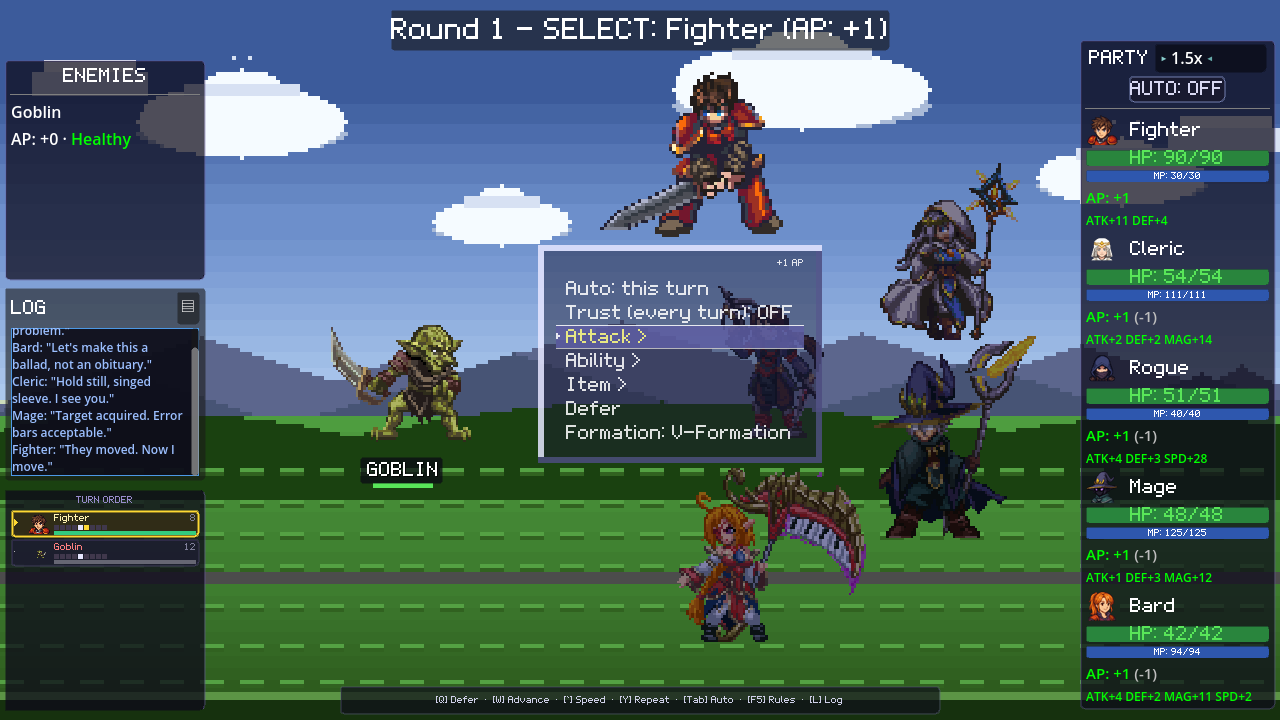 Round 1 – SELECT: Fighter (AP: +1)
ENEMIES
Goblin
AP: +0 · Healthy
LOG
problem."
Bard: "Let's make this a
ballad, not an obituary."
Cleric: "Hold still, singed
sleeve. I see you."
Mage: "Target acquired. Error
bars acceptable."
Fighter: "They moved. Now I
move."
TURN ORDER
Fighter 8
Goblin 12
GOBLIN
+1 AP
Auto: this turn
Trust (every turn): OFF
Attack >
Ability >
Item >
Defer
Formation: V-Formation
PARTY
▸ 1.5x ◂
AUTO: OFF
Fighter
HP: 90/90
MP: 30/30
AP: +1
ATK+11 DEF+4
Cleric
HP: 54/54
MP: 111/111
AP: +1 (-1)
ATK+2 DEF+2 MAG+14
Rogue
HP: 51/51
MP: 40/40
AP: +1 (-1)
ATK+4 DEF+3 SPD+28
Mage
HP: 48/48
MP: 125/125
AP: +1 (-1)
ATK+1 DEF+3 MAG+12
Bard
HP: 42/42
MP: 94/94
AP: +1 (-1)
ATK+4 DEF+2 MAG+11 SPD+2
[Q] Defer · [W] Advance · [`] Speed · [Y] Repeat · [Tab] Auto · [F5] Rules · [L] Log